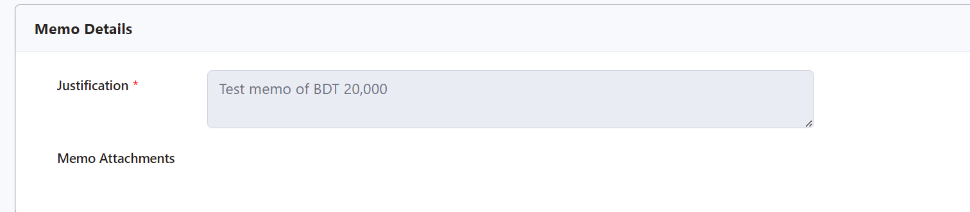 Memo Details
Justification *
Test memo of BDT 20,000
Memo Attachments